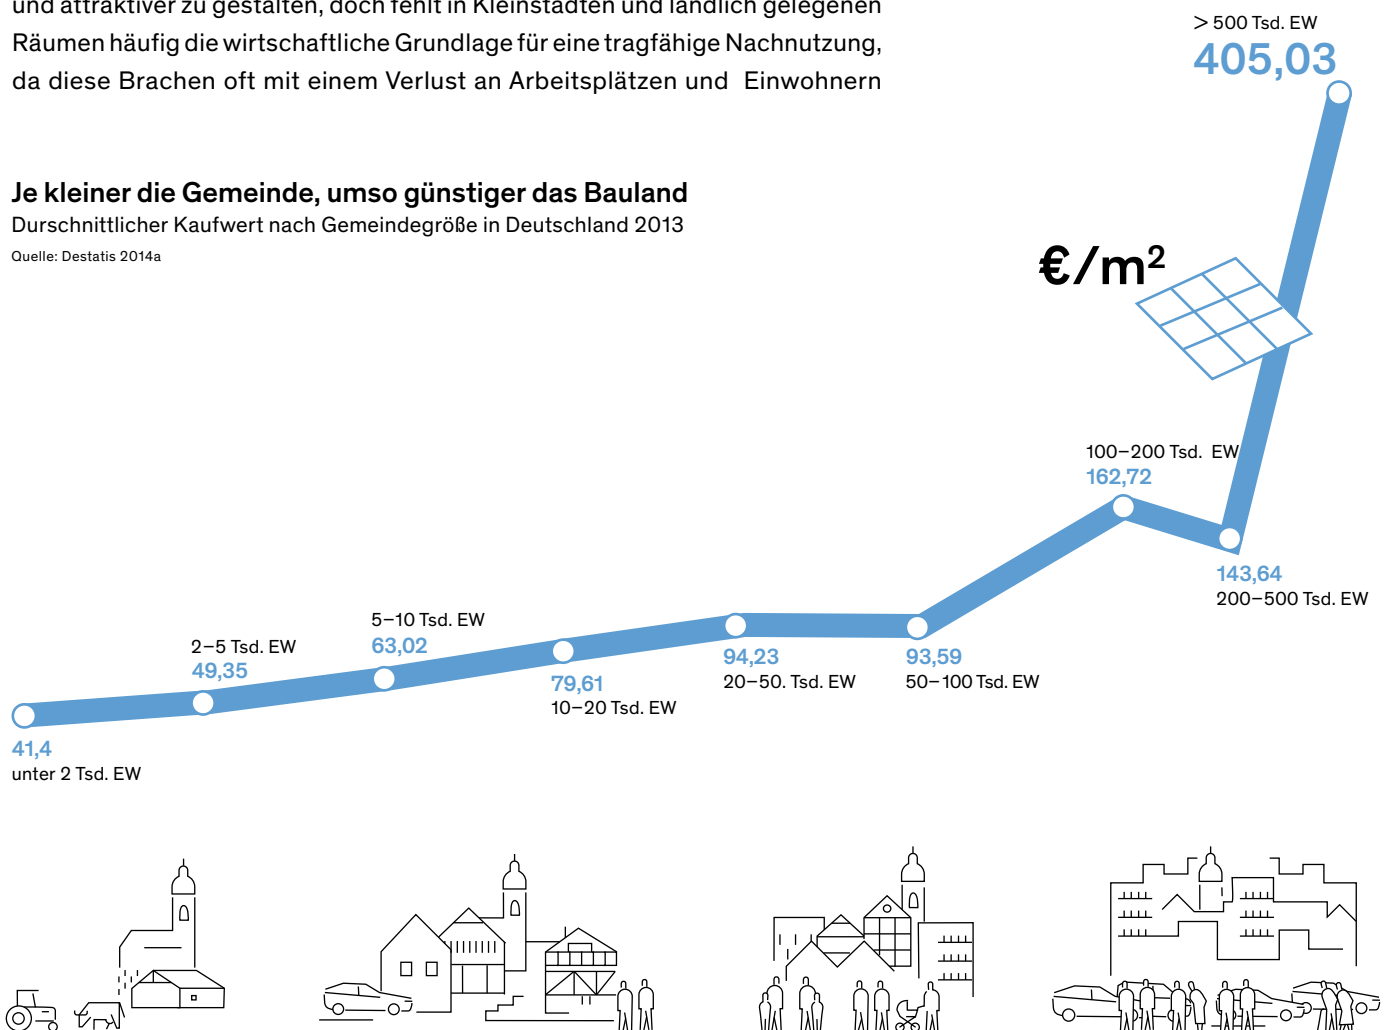 und attraktiver zu gestalten, doch fehlt in Kleinstädten und ländlich gelegenen
Räumen häufig die wirtschaftliche Grundlage für eine tragfähige Nachnutzung,
da diese Brachen oft mit einem Verlust an Arbeitsplätzen und Einwohnern
Je kleiner die Gemeinde, umso günstiger das Bauland
Durschnittlicher Kaufwert nach Gemeindegröße in Deutschland 2013
Quelle: Destatis 2014a
> 500 Tsd. EW
405,03
€/m²
100–200 Tsd. EW
162,72
143,64
200–500 Tsd. EW
5–10 Tsd. EW
63,02
2–5 Tsd. EW
49,35
94,23
20–50. Tsd. EW
93,59
50–100 Tsd. EW
79,61
10–20 Tsd. EW
41,4
unter 2 Tsd. EW